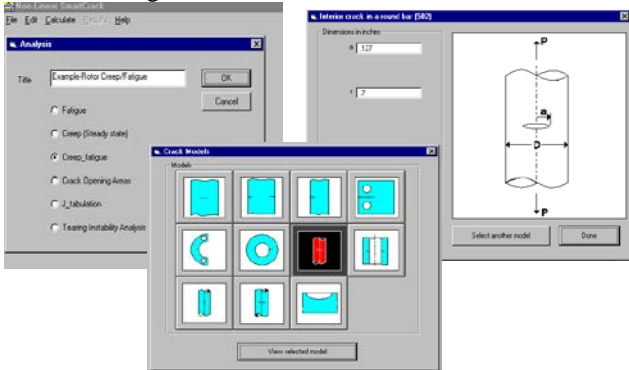 Non-Linear SmartCrack
File Edit Calculate Results Help
Analysis
Title Example-Rotor Creep/Fatigue OK
Cancel
Fatigue
Creep (Steady state)
Creep_fatigue
Crack Opening Areas
J_tabulation
Tearing Instability Analysis
Interior crack in a round bar (502)
Dimensions in inches
a .127
r .7
P
a
D
P
Select another model Done
Crack Models
Models
View selected model